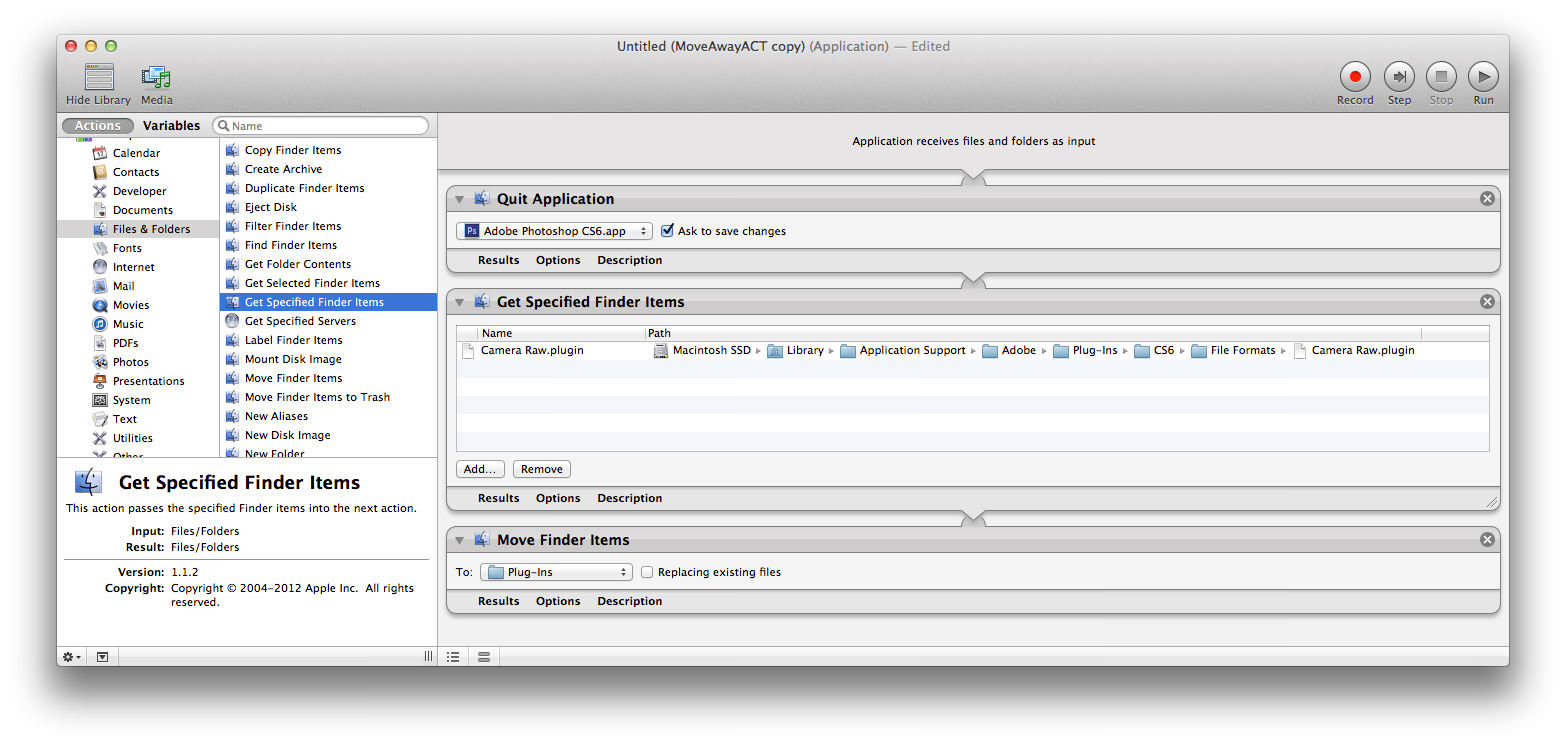 Untitled (MoveAwayACT copy) (Application) — Edited
Hide Library Media
Record Step Stop Run
Actions Variables Name
Calendar
Contacts
Developer
Documents
Files & Folders
Fonts
Internet
Mail
Movies
Music
PDFs
Photos
Presentations
System
Text
Utilities
Other
Copy Finder Items
Create Archive
Duplicate Finder Items
Eject Disk
Filter Finder Items
Find Finder Items
Get Folder Contents
Get Selected Finder Items
Get Specified Finder Items
Get Specified Servers
Label Finder Items
Mount Disk Image
Move Finder Items
Move Finder Items to Trash
New Aliases
New Disk Image
New Folder
Get Specified Finder Items
This action passes the specified Finder items into the next action.
Input: Files/Folders
Result: Files/Folders
Version: 1.1.2
Copyright: Copyright © 2004–2012 Apple Inc. All rights
reserved.
Application receives files and folders as input
Quit Application
Ps Adobe Photoshop CS6.app Ask to save changes
Results Options Description
Get Specified Finder Items
Name Path
Camera Raw.plugin Macintosh SSD ▸ Library ▸ Application Support ▸ Adobe ▸ Plug-Ins ▸ CS6 ▸ File Formats ▸ Camera Raw.plugin
Add... Remove
Results Options Description
Move Finder Items
To: Plug-Ins Replacing existing files
Results Options Description